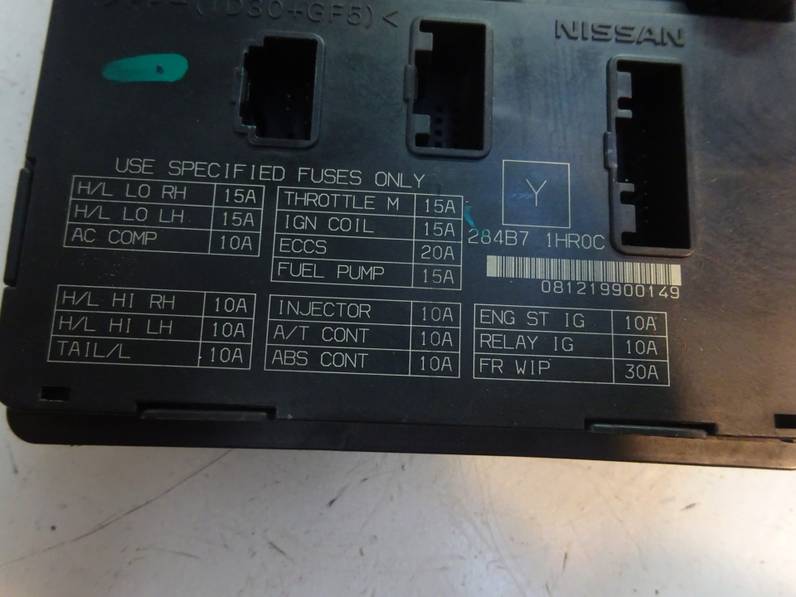 (TD30+GF5)<
NISSAN
USE SPECIFIED FUSES ONLY
H/L LO RH 15A
H/L LO LH 15A
AC COMP 10A
THROTTLE M 15A
IGN COIL 15A
ECCS 20A
FUEL PUMP 15A
Y
284B7 1HR0C
081219900149
H/L HI RH 10A
H/L HI LH 10A
TAIL/L 10A
INJECTOR 10A
A/T CONT 10A
ABS CONT 10A
ENG ST IG 10A
RELAY IG 10A
FR WIP 30A